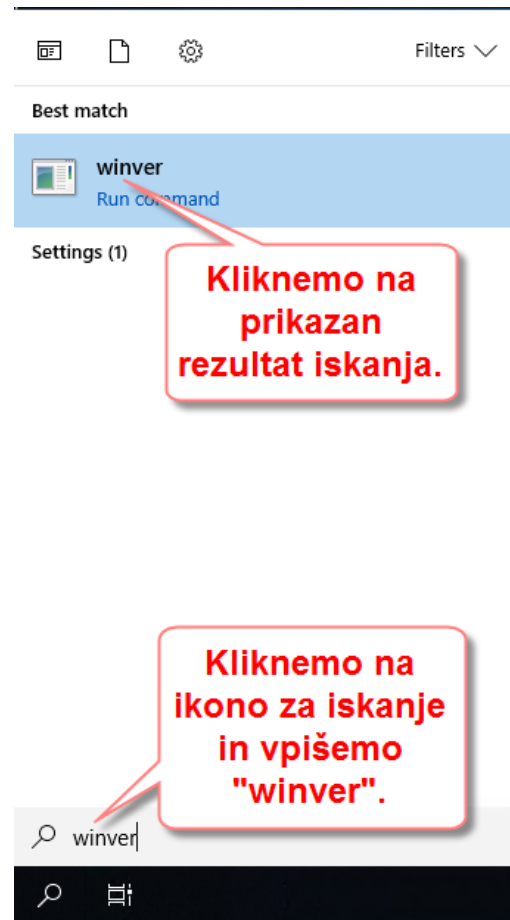 Filters
Best match
winver
Run command
Settings (1)
Kliknemo na
prikazan
rezultat iskanja.
Kliknemo na
ikono za iskanje
in vpišemo
"winver".
winver